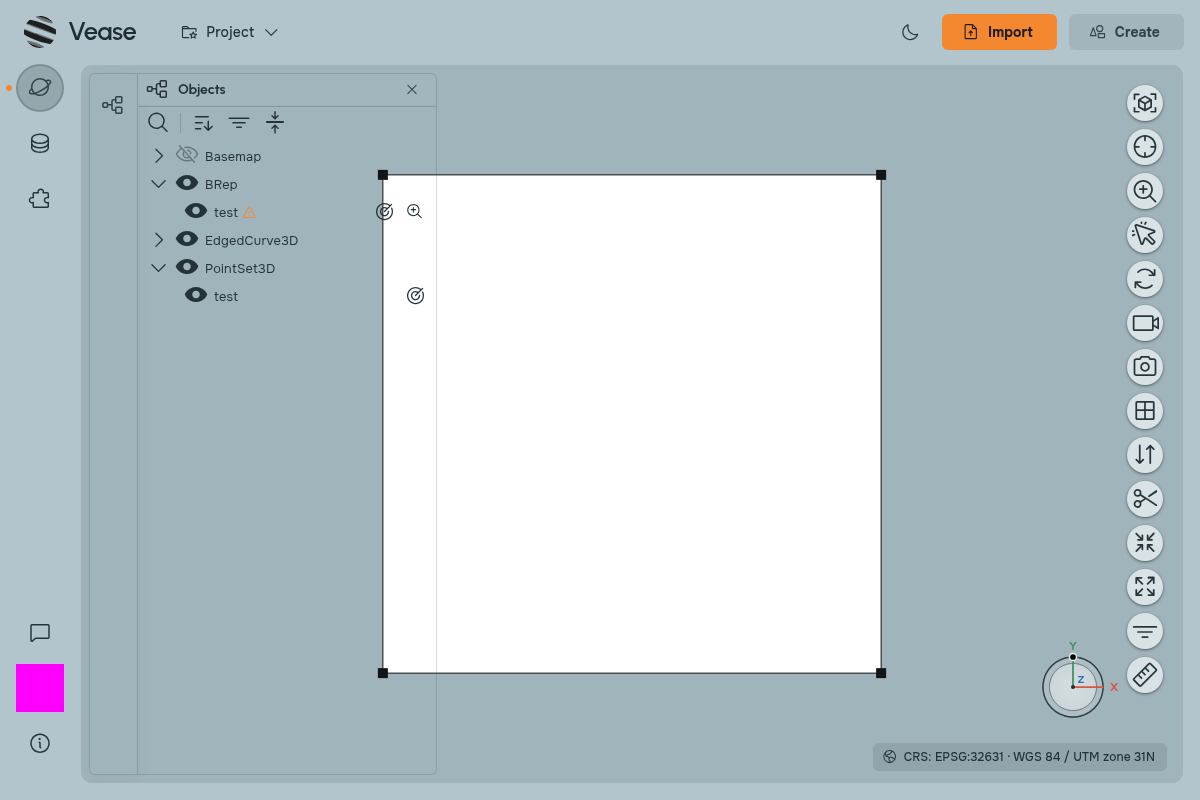 Vease
Project
Import
Create
Objects
Basemap
BRep
test
EdgedCurve3D
PointSet3D
test
Y
Z
X
CRS: EPSG:32631 · WGS 84 / UTM zone 31N